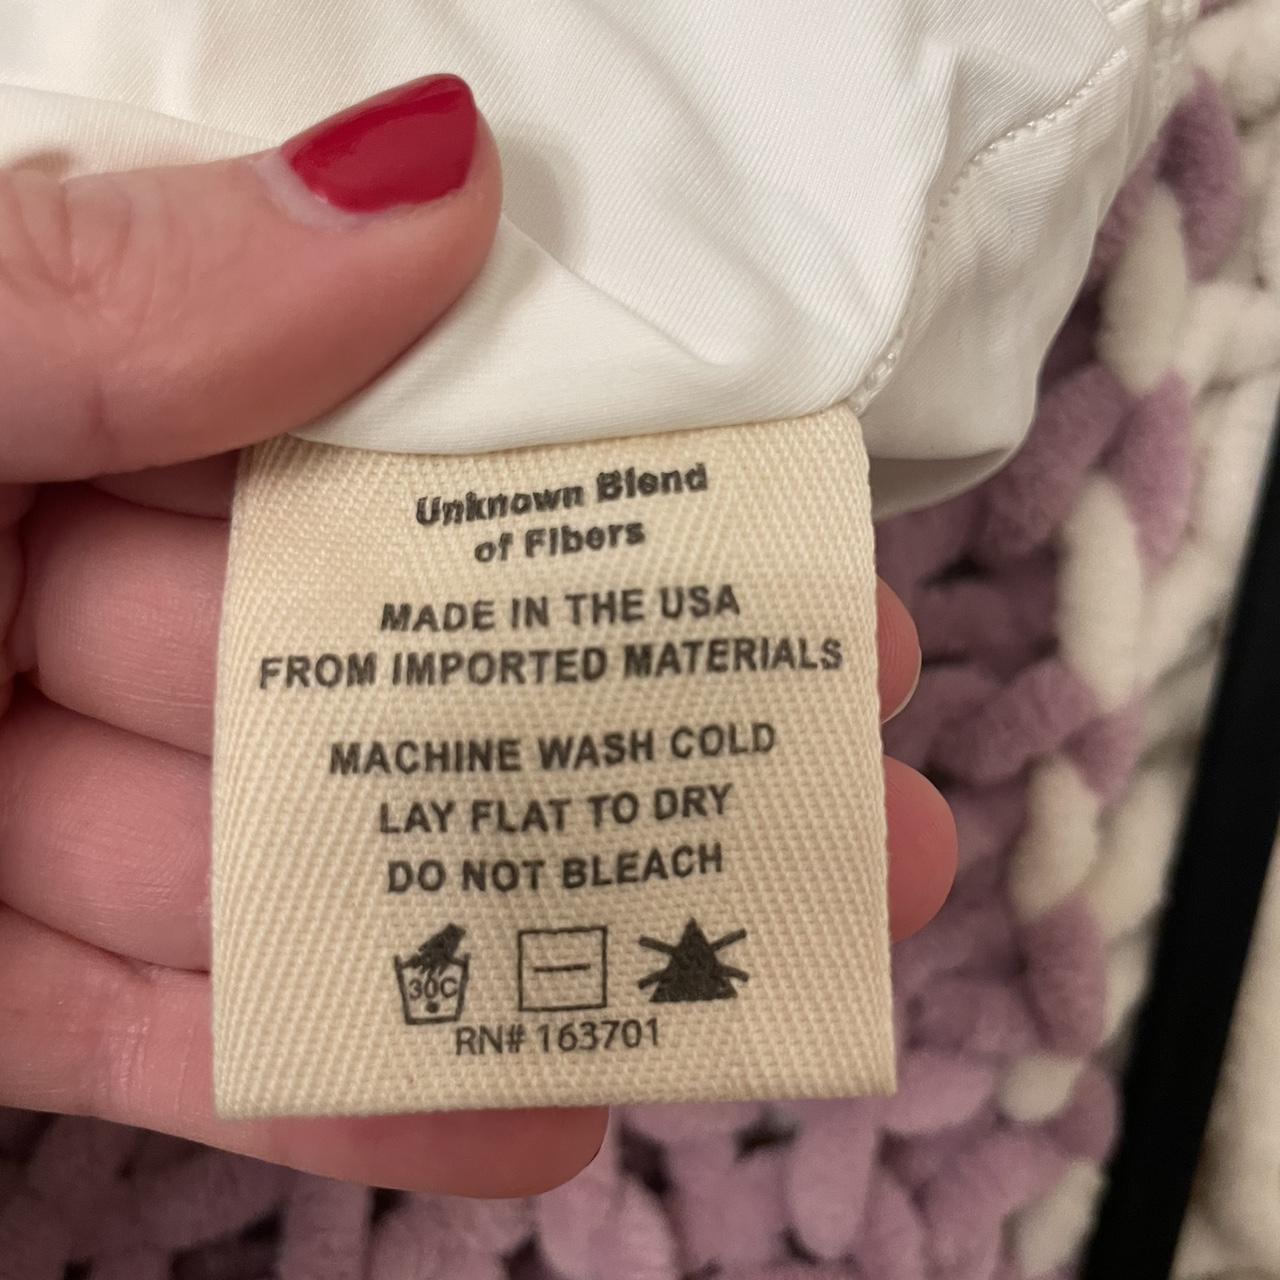 Unknown Blend
of Fibers
MADE IN THE USA
FROM IMPORTED MATERIALS
MACHINE WASH COLD
LAY FLAT TO DRY
DO NOT BLEACH
30C
RN# 163701